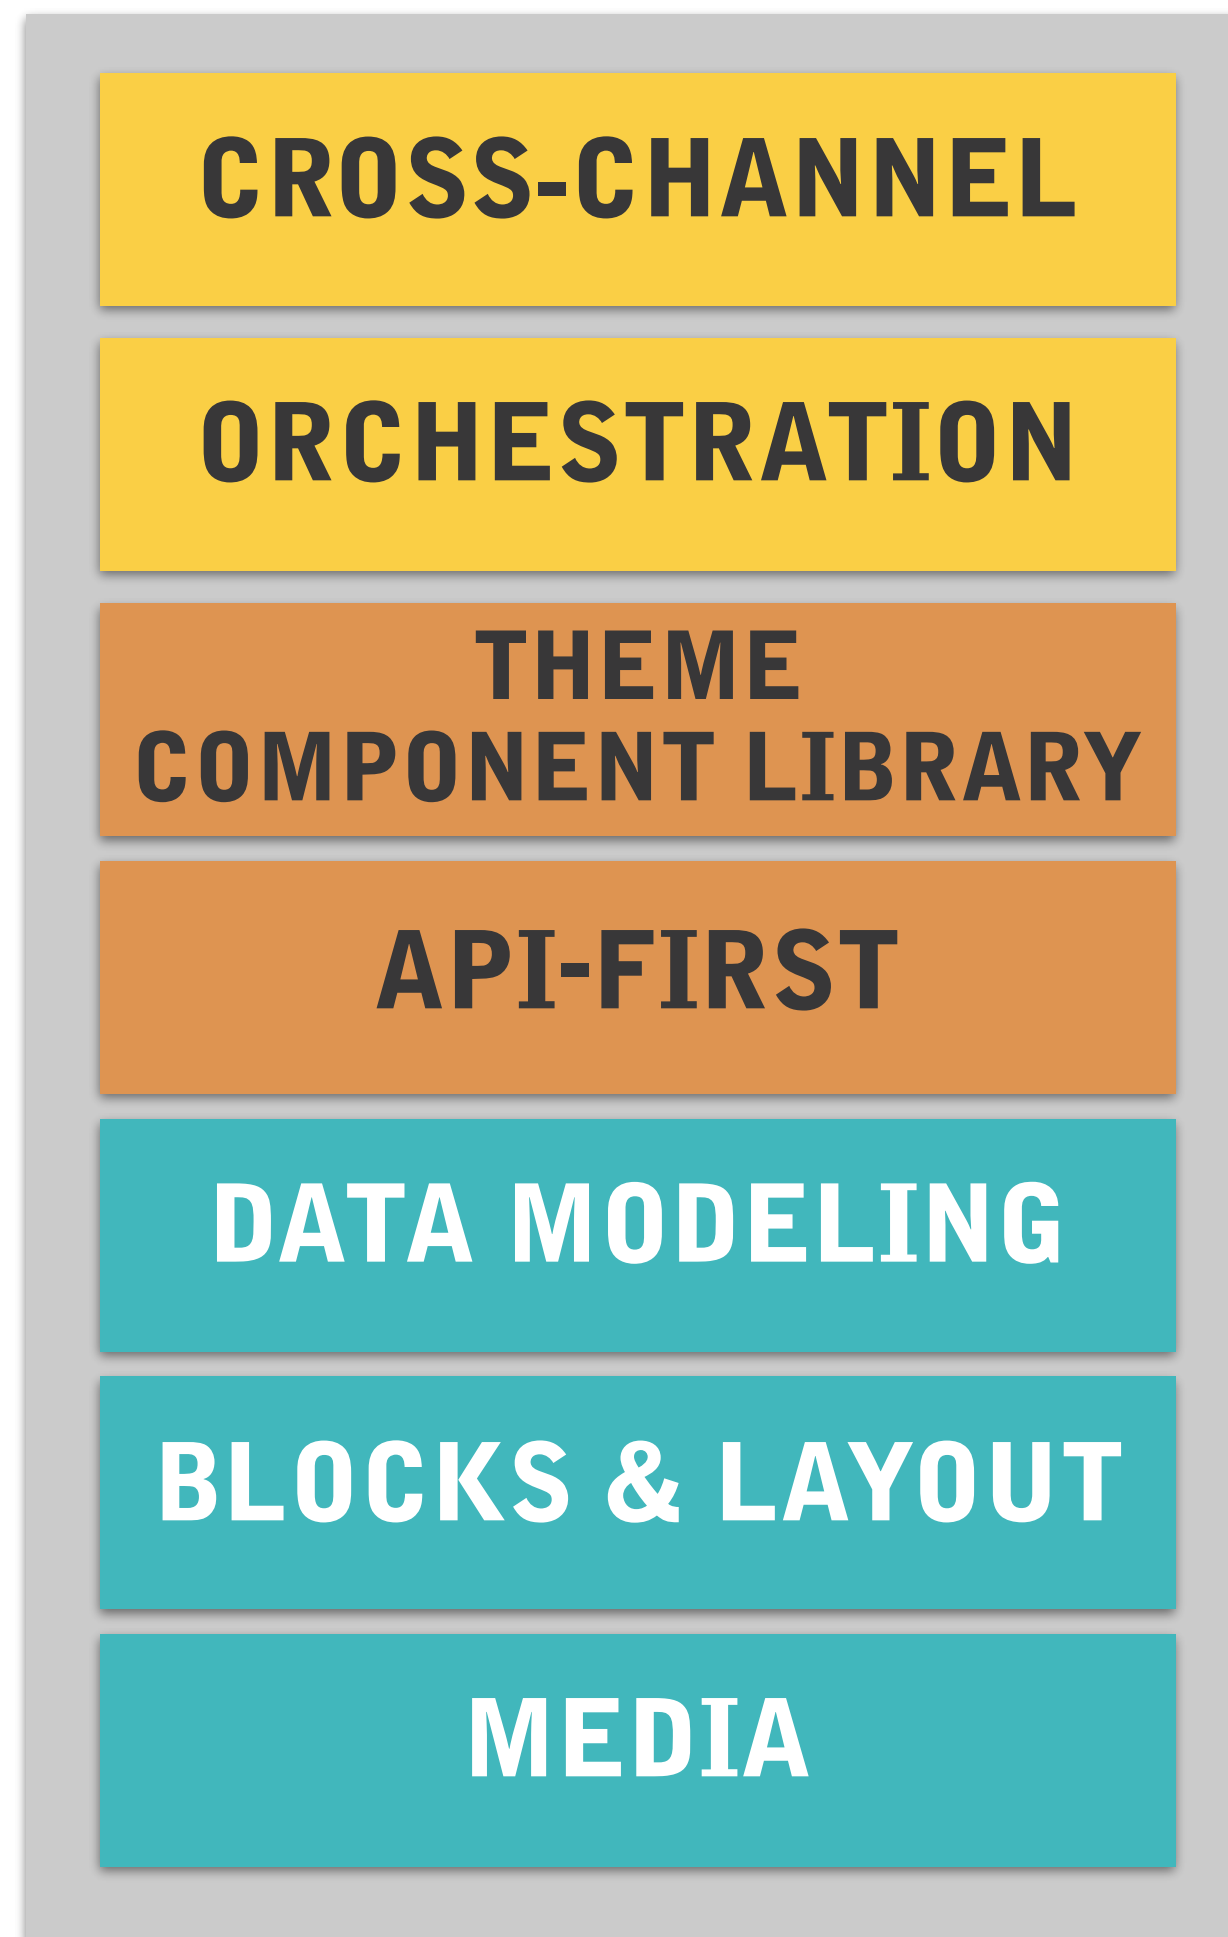 CROSS-CHANNEL
ORCHESTRATION
THEME
COMPONENT LIBRARY
API-FIRST
DATA MODELING
BLOCKS & LAYOUT
MEDIA